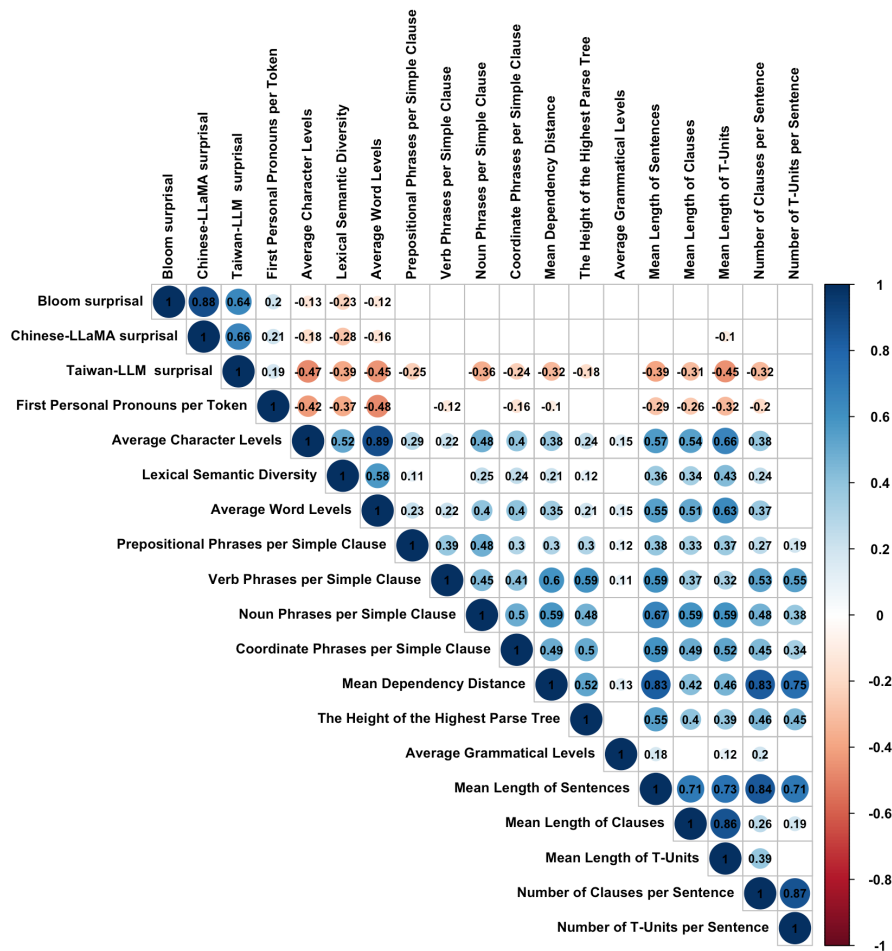 Bloom surprisal
Chinese-LLaMA surprisal
Taiwan-LLM surprisal
First Personal Pronouns per Token
Average Character Levels
Lexical Semantic Diversity
Average Word Levels
Prepositional Phrases per Simple Clause
Verb Phrases per Simple Clause
Noun Phrases per Simple Clause
Coordinate Phrases per Simple Clause
Mean Dependency Distance
The Height of the Highest Parse Tree
Average Grammatical Levels
Mean Length of Sentences
Mean Length of Clauses
Mean Length of T-Units
Number of Clauses per Sentence
Number of T-Units per Sentence
Bloom surprisal 1 0.88 0.64 0.2 -0.13 -0.23 -0.12
Chinese-LLaMA surprisal 1 0.66 0.21 -0.18 -0.28 -0.16 -0.1
Taiwan-LLM surprisal 1 0.19 -0.47 -0.39 -0.45 -0.25 -0.36 -0.24 -0.32 -0.18 -0.39 -0.31 -0.45 -0.32
First Personal Pronouns per Token 1 -0.42 -0.37 -0.48 -0.12 -0.16 -0.1 -0.29 -0.26 -0.32 -0.2
Average Character Levels 1 0.52 0.89 0.29 0.22 0.48 0.4 0.38 0.24 0.15 0.57 0.54 0.66 0.38
Lexical Semantic Diversity 1 0.58 0.11 0.25 0.24 0.21 0.12 0.36 0.34 0.43 0.24
Average Word Levels 1 0.23 0.22 0.4 0.4 0.35 0.21 0.15 0.55 0.51 0.63 0.37
Prepositional Phrases per Simple Clause 1 0.39 0.48 0.3 0.3 0.3 0.12 0.38 0.33 0.37 0.27 0.19
Verb Phrases per Simple Clause 1 0.45 0.41 0.6 0.59 0.11 0.59 0.37 0.32 0.53 0.55
Noun Phrases per Simple Clause 1 0.5 0.59 0.48 0.67 0.59 0.59 0.48 0.38
Coordinate Phrases per Simple Clause 1 0.49 0.5 0.59 0.49 0.52 0.45 0.34
Mean Dependency Distance 1 0.52 0.13 0.83 0.42 0.46 0.83 0.75
The Height of the Highest Parse Tree 1 0.55 0.4 0.39 0.46 0.45
Average Grammatical Levels 1 0.18 0.12 0.2
Mean Length of Sentences 1 0.71 0.73 0.84 0.71
Mean Length of Clauses 1 0.86 0.26 0.19
Mean Length of T-Units 1 0.39
Number of Clauses per Sentence 1 0.87
Number of T-Units per Sentence 1
1
0.8
0.6
0.4
0.2
0
-0.2
-0.4
-0.6
-0.8
-1